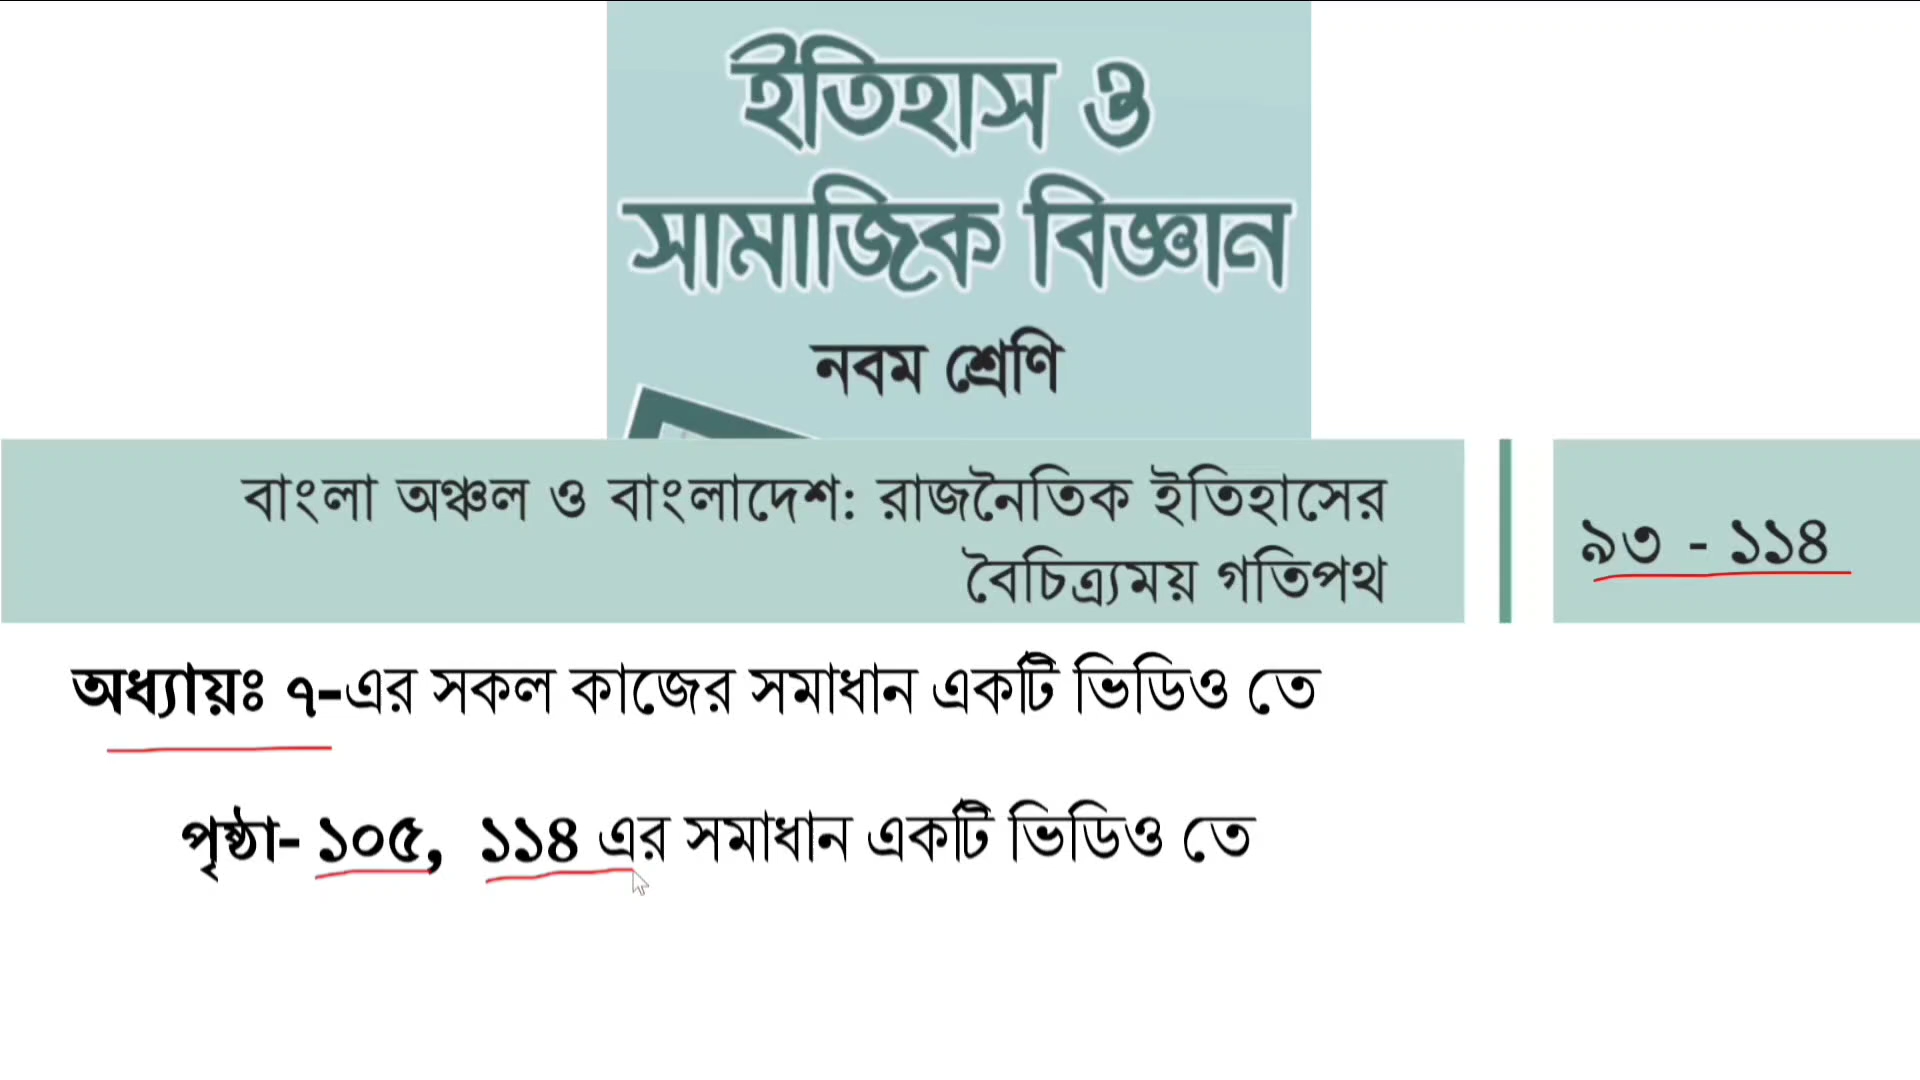 ইতিহাস ও
সামাজিক বিজ্ঞান
নবম শ্রেণি
বাংলা অঞ্চল ও বাংলাদেশ: রাজনৈতিক ইতিহাসের
বৈচিত্র্যময় গতিপথ
৯৩ - ১১৪
অধ্যায়ঃ ৭-এর সকল কাজের সমাধান একটি ভিডিও তে
পৃষ্ঠা- ১০৫, ১১৪ এর সমাধান একটি ভিডিও তে